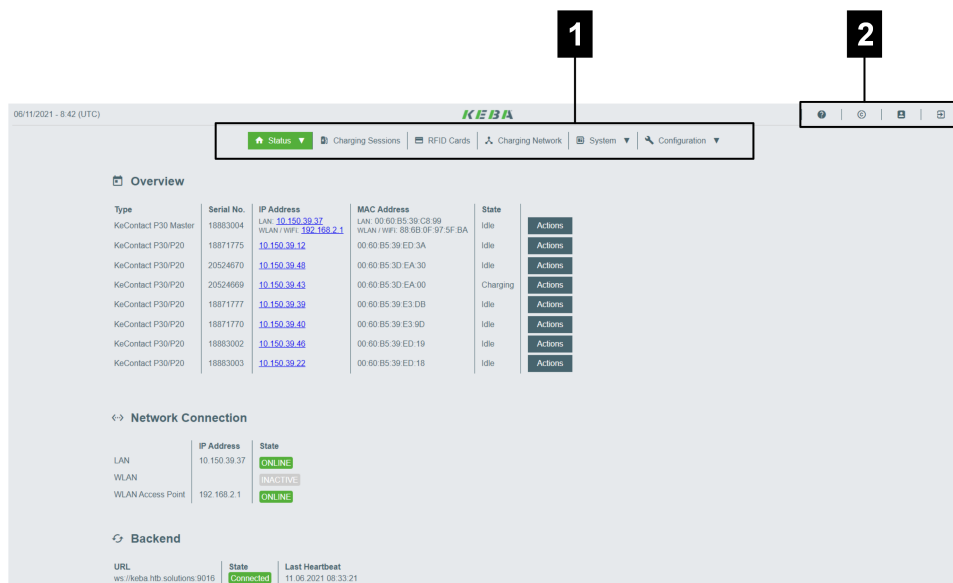 1
2
06/11/2021 - 8:42 (UTC)
KEBA
Status ▼ Charging Sessions RFID Cards Charging Network System ▼ Configuration ▼
Overview
Type Serial No. IP Address MAC Address State
KeContact P30 Master 18883004 LAN: 10.150.39.37 LAN: 00:60:B5:39:C8:99 Idle Actions
WLAN / WIFI: 192.168.2.1 WLAN / WIFI: 88:6B:0F:97:5F:BA
KeContact P30/P20 18871775 10.150.39.12 00:60:B5:39:ED:3A Idle Actions
KeContact P30/P20 20524670 10.150.39.48 00:60:B5:3D:EA:30 Idle Actions
KeContact P30/P20 20524669 10.150.39.43 00:60:B5:3D:EA:00 Charging Actions
KeContact P30/P20 18871777 10.150.39.39 00:60:B5:39:E3:DB Idle Actions
KeContact P30/P20 18871770 10.150.39.40 00:60:B5:39:E3:9D Idle Actions
KeContact P30/P20 18883002 10.150.39.46 00:60:B5:39:ED:19 Idle Actions
KeContact P30/P20 18883003 10.150.39.22 00:60:B5:39:ED:18 Idle Actions
Network Connection
IP Address State
LAN 10.150.39.37 ONLINE
WLAN INACTIVE
WLAN Access Point 192.168.2.1 ONLINE
Backend
URL State Last Heartbeat
ws://keba.htb.solutions:9016 Connected 11.06.2021 08:33:21